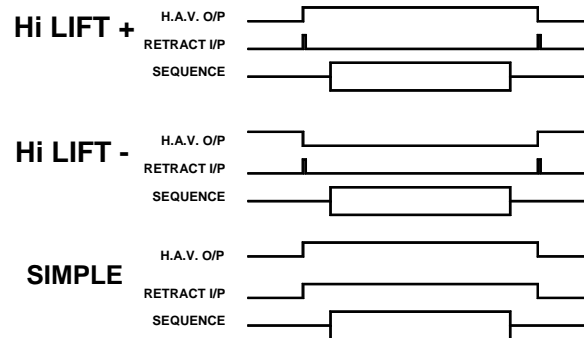 Hi LIFT +
H.A.V. O/P
RETRACT I/P
SEQUENCE
Hi LIFT -
H.A.V. O/P
RETRACT I/P
SEQUENCE
SIMPLE
H.A.V. O/P
RETRACT I/P
SEQUENCE